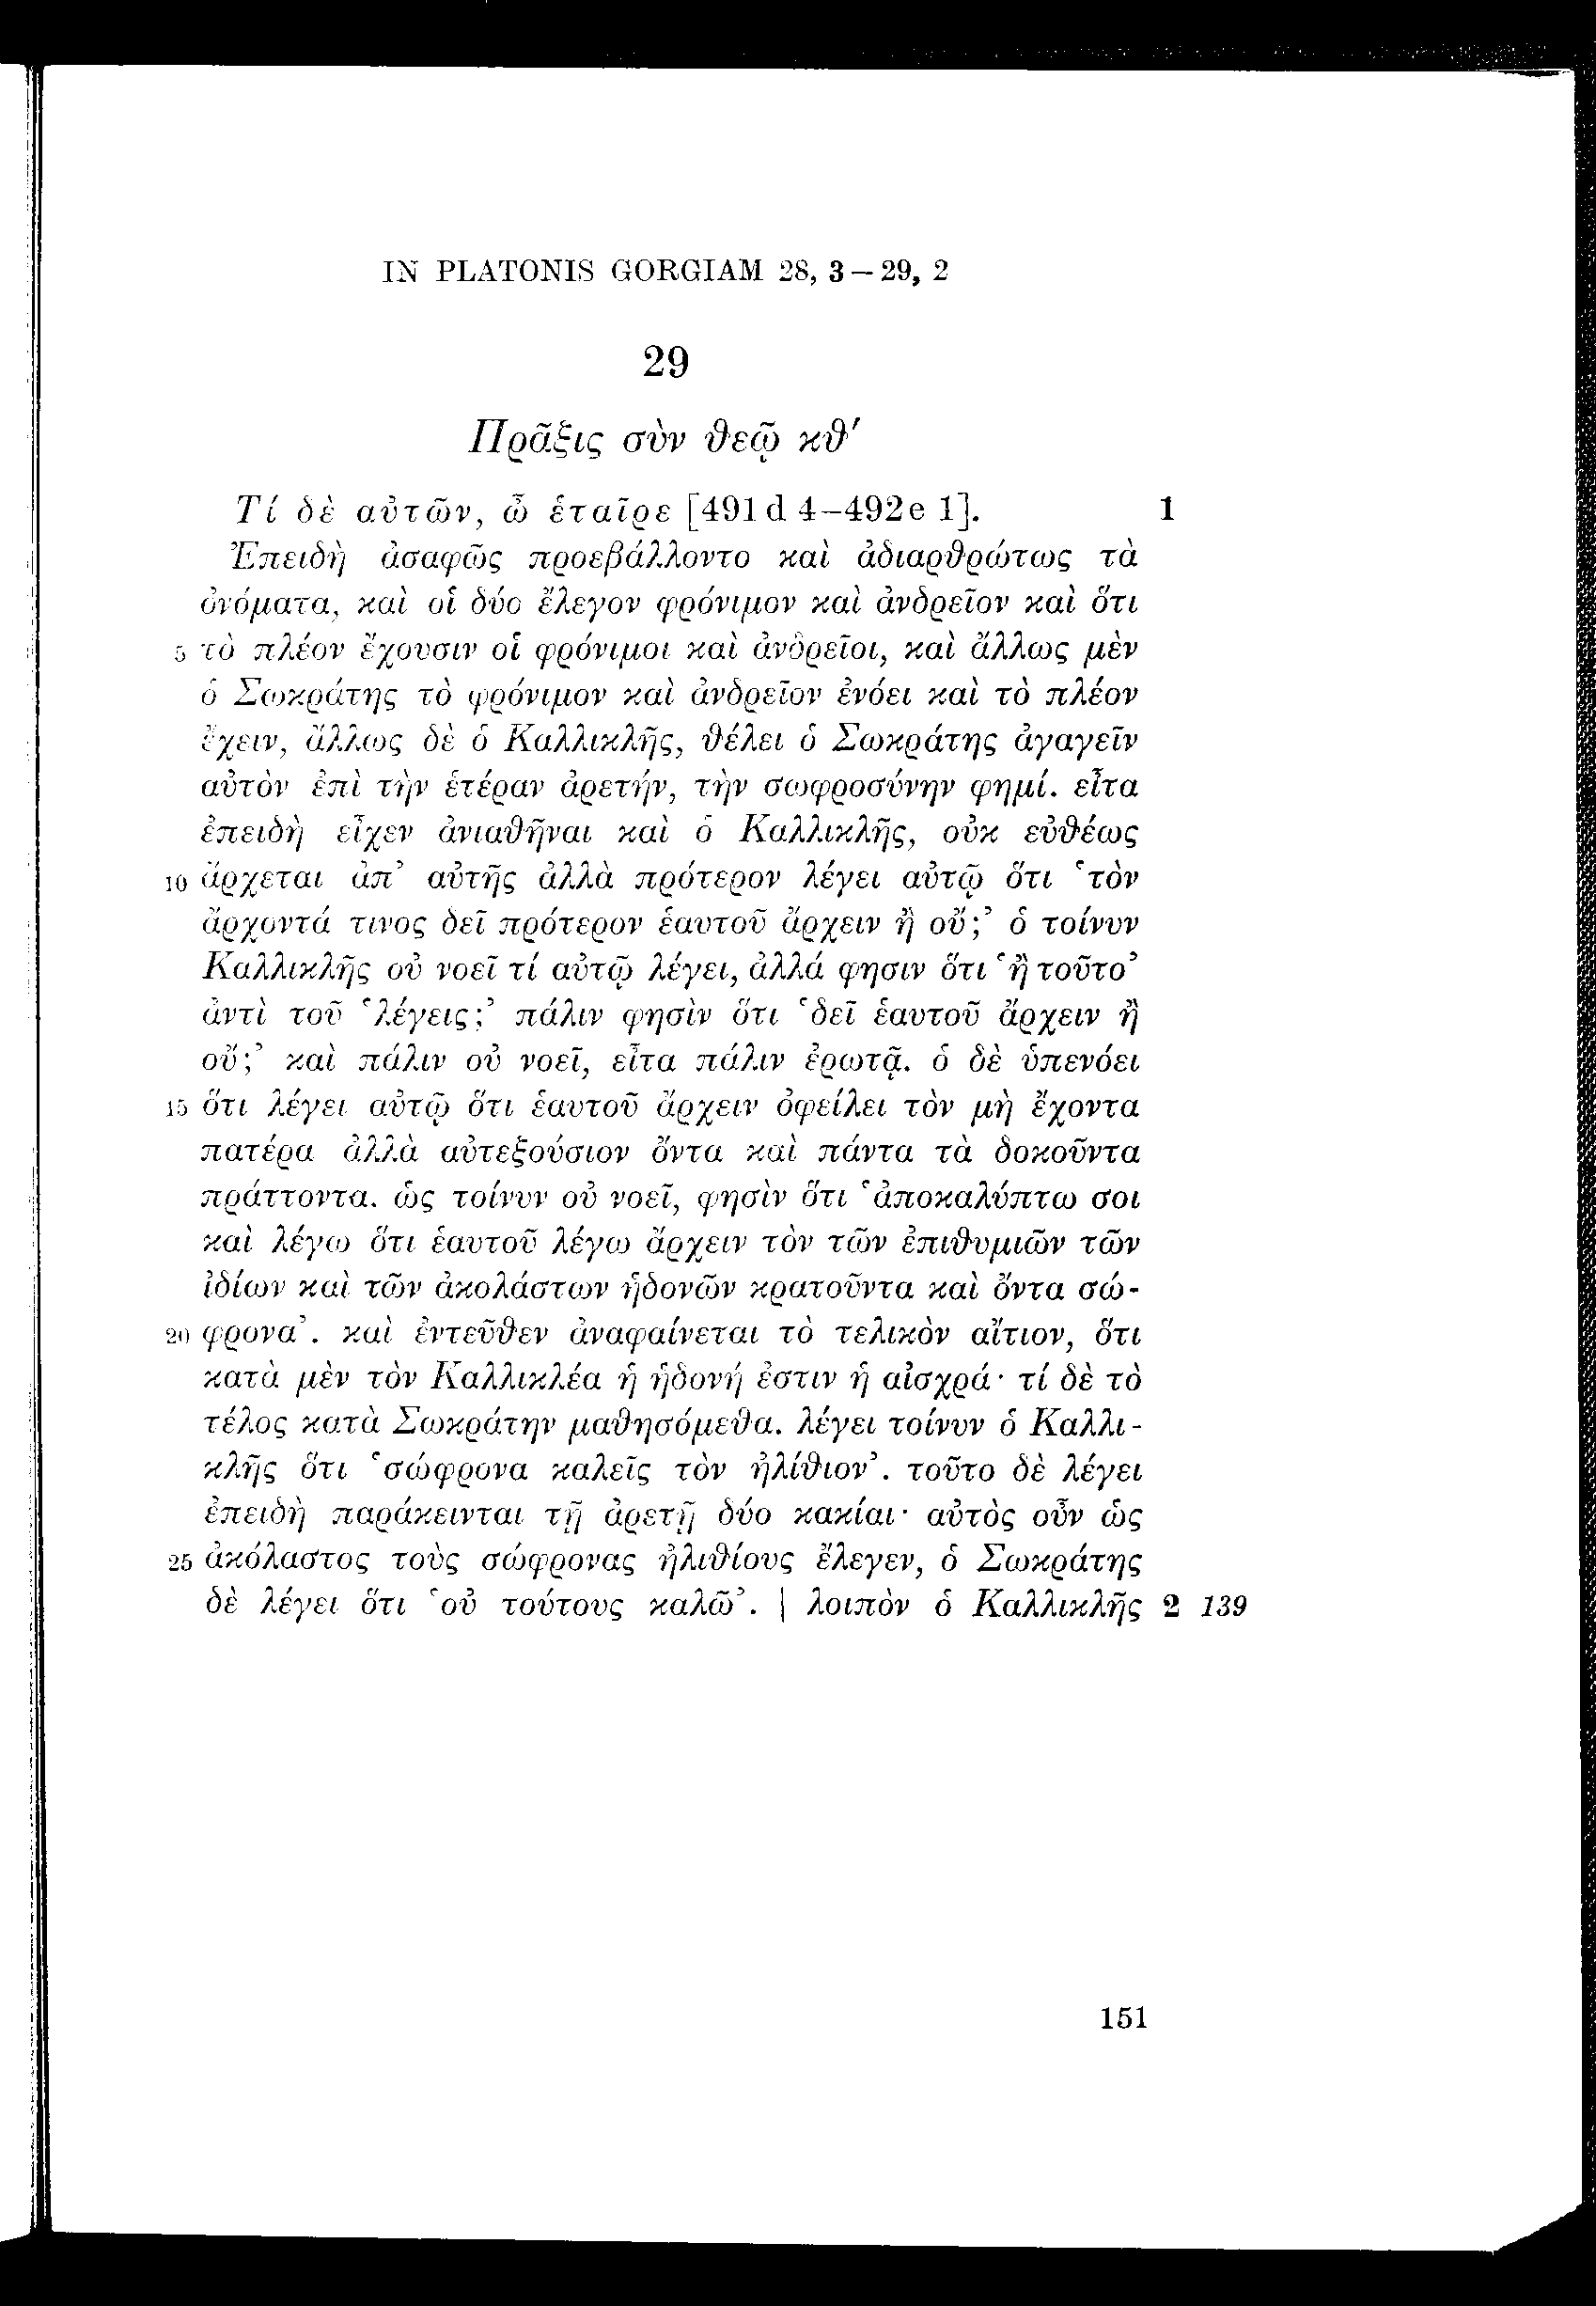 IN PLATONIS GORGIAM 28, 3 – 29, 2
29
Πρᾶξις σὺν θεῷ κθ′
Τί δὲ αὐτῶν, ὦ ἑταῖρε [491 d 4–492 e 1]. 1
Ἐπειδὴ ἀσαφῶς προεβάλλοντο καὶ ἀδιαρθρώτως τὰ
ὀνόματα, καὶ οἱ δύο ἔλεγον φρόνιμον καὶ ἀνδρεῖον καὶ ὅτι
5 τὸ πλέον ἔχουσιν οἱ φρόνιμοι καὶ ἀνδρεῖοι, καὶ ἄλλως μὲν
ὁ Σωκράτης τὸ φρόνιμον καὶ ἀνδρεῖον ἐνόει καὶ τὸ πλέον
ἔχειν, ἄλλως δὲ ὁ Καλλικλῆς, θέλει ὁ Σωκράτης ἀγαγεῖν
αὐτὸν ἐπὶ τὴν ἑτέραν ἀρετήν, τὴν σωφροσύνην φημί. εἶτα
ἐπειδὴ εἶχεν ἀνιαθῆναι καὶ ὁ Καλλικλῆς, οὐκ εὐθέως
10 ἄρχεται ἀπ’ αὐτῆς ἀλλὰ πρότερον λέγει αὐτῷ ὅτι ‘τὸν
ἄρχοντά τινος δεῖ πρότερον ἑαυτοῦ ἄρχειν ἢ οὔ;’ ὁ τοίνυν
Καλλικλῆς οὐ νοεῖ τί αὐτῷ λέγει, ἀλλά φησιν ὅτι ‘ἢ τοῦτο’
ἀντὶ τοῦ ‘λέγεις;’ πάλιν φησὶν ὅτι ‘δεῖ ἑαυτοῦ ἄρχειν ἢ
οὔ;’ καὶ πάλιν οὐ νοεῖ, εἶτα πάλιν ἐρωτᾷ. ὁ δὲ ὑπενόει
15 ὅτι λέγει αὐτῷ ὅτι ἑαυτοῦ ἄρχειν ὀφείλει τὸν μὴ ἔχοντα
πατέρα ἀλλὰ αὐτεξούσιον ὄντα καὶ πάντα τὰ δοκοῦντα
πράττοντα. ὡς τοίνυν οὐ νοεῖ, φησὶν ὅτι ‘ἀποκαλύπτω σοι
καὶ λέγω ὅτι ἑαυτοῦ λέγω ἄρχειν τὸν τῶν ἐπιθυμιῶν τῶν
ἰδίων καὶ τῶν ἀκολάστων ἡδονῶν κρατοῦντα καὶ ὄντα σώ-
20 φρονα’. καὶ ἐντεῦθεν ἀναφαίνεται τὸ τελικὸν αἴτιον, ὅτι
κατὰ μὲν τὸν Καλλικλέα ἡ ἡδονή ἐστιν ἡ αἰσχρά· τί δὲ τὸ
τέλος κατὰ Σωκράτην μαθησόμεθα. λέγει τοίνυν ὁ Καλλι-
κλῆς ὅτι ‘σώφρονα καλεῖς τὸν ἠλίθιον’. τοῦτο δὲ λέγει
ἐπειδὴ παράκεινται τῇ ἀρετῇ δύο κακίαι· αὐτὸς οὖν ὡς
25 ἀκόλαστος τοὺς σώφρονας ἠλιθίους ἔλεγεν, ὁ Σωκράτης
δὲ λέγει ὅτι ‘οὐ τούτους καλῶ’. | λοιπὸν ὁ Καλλικλῆς 2 139
151